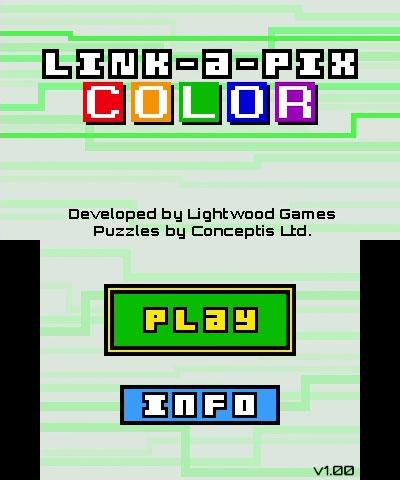 LINK-a-PIX
COLOR
Developed by Lightwood Games
Puzzles by Conceptis Ltd.
PLay
INFO
v1.00